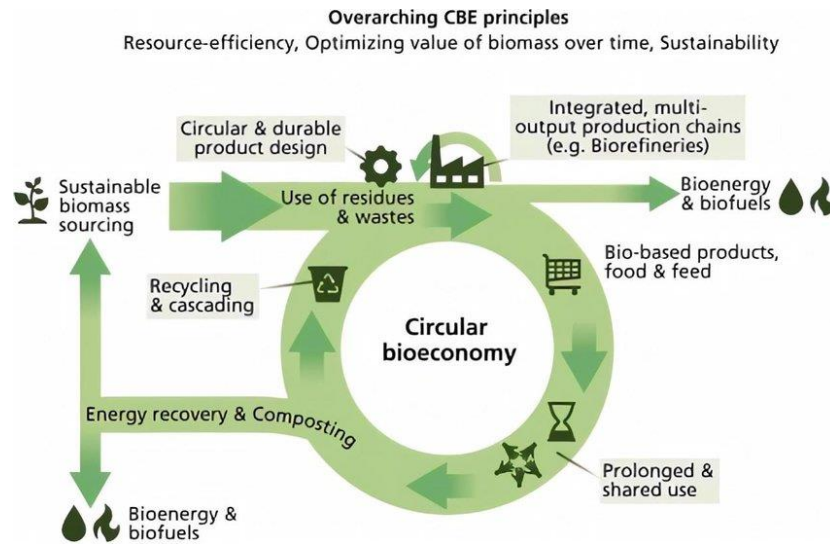 Overarching CBE principles
Resource-efficiency, Optimizing value of biomass over time, Sustainability
Circular & durable
product design
Integrated, multi-
output production chains
(e.g. Biorefineries)
Sustainable
biomass
sourcing
Use of residues
& wastes
Bioenergy
& biofuels
Bio-based products,
food & feed
Recycling
& cascading
Circular
bioeconomy
Energy recovery & Composting
Prolonged &
shared use
Bioenergy &
biofuels